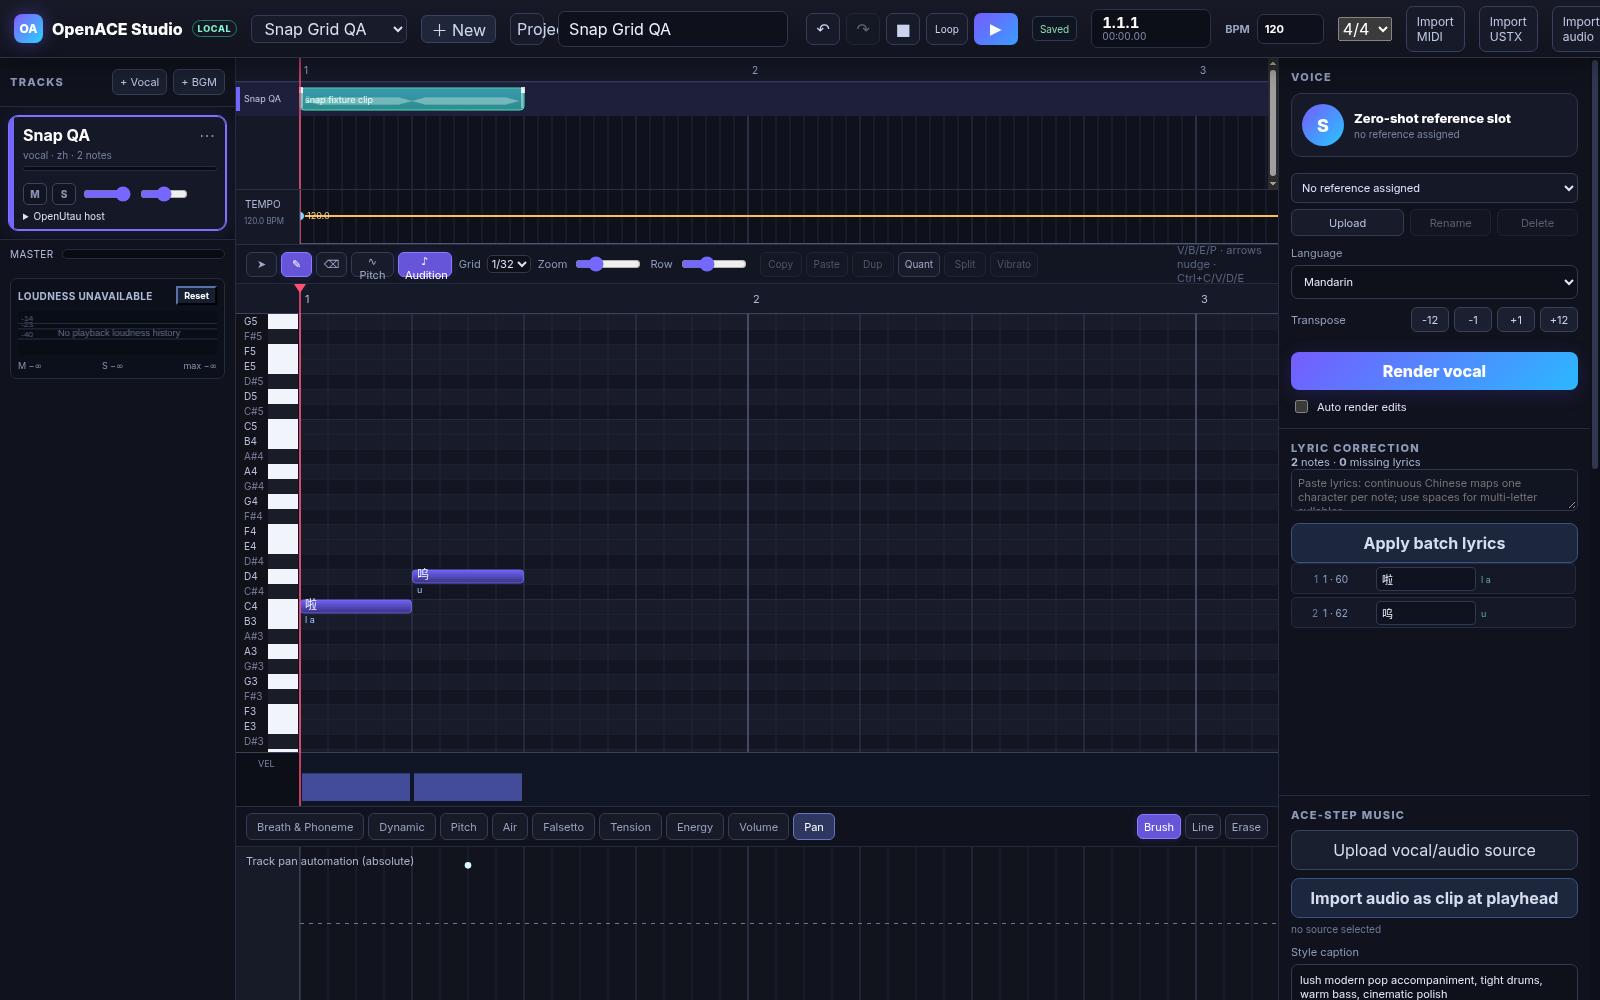 OA OpenACE Studio LOCAL Snap Grid QA + New Projec Snap Grid QA Loop Saved 1.1.1 00:00.00 BPM 120 4/4 Import MIDI Import USTX Import audio
TRACKS + Vocal + BGM
Snap QA ...
vocal · zh · 2 notes
M S
OpenUtau host
MASTER
LOUDNESS UNAVAILABLE Reset
-14
-23
-40
No playback loudness history
M −∞ S −∞ max −∞
1 2 3
Snap QA snap fixture clip
TEMPO
120.0 BPM
120.0
Pitch Audition Grid 1/32 Zoom Row Copy Paste Dup Quant Split Vibrato
V/B/E/P · arrows
nudge ·
Ctrl+C/V/D/E
1 2 3
G5
F#5
F5
E5
D#5
D5
C#5
C5
B4
A#4
A4
G#4
G4
F#4
F4
E4
D#4
D4 呜
C#4 u
C4 啦
B3 l a
A#3
A3
G#3
G3
F#3
F3
E3
D#3
VEL
Breath & Phoneme Dynamic Pitch Air Falsetto Tension Energy Volume Pan Brush Line Erase
Track pan automation (absolute)
VOICE
S Zero-shot reference slot
no reference assigned
No reference assigned
Upload Rename Delete
Language
Mandarin
Transpose -12 -1 +1 +12
Render vocal
Auto render edits
LYRIC CORRECTION
2 notes · 0 missing lyrics
Paste lyrics: continuous Chinese maps one
character per note; use spaces for multi-letter
syllables
Apply batch lyrics
1 1 · 60 啦 l a
2 1 · 62 呜 u
ACE-STEP MUSIC
Upload vocal/audio source
Import audio as clip at playhead
no source selected
Style caption
lush modern pop accompaniment, tight drums,
warm bass, cinematic polish